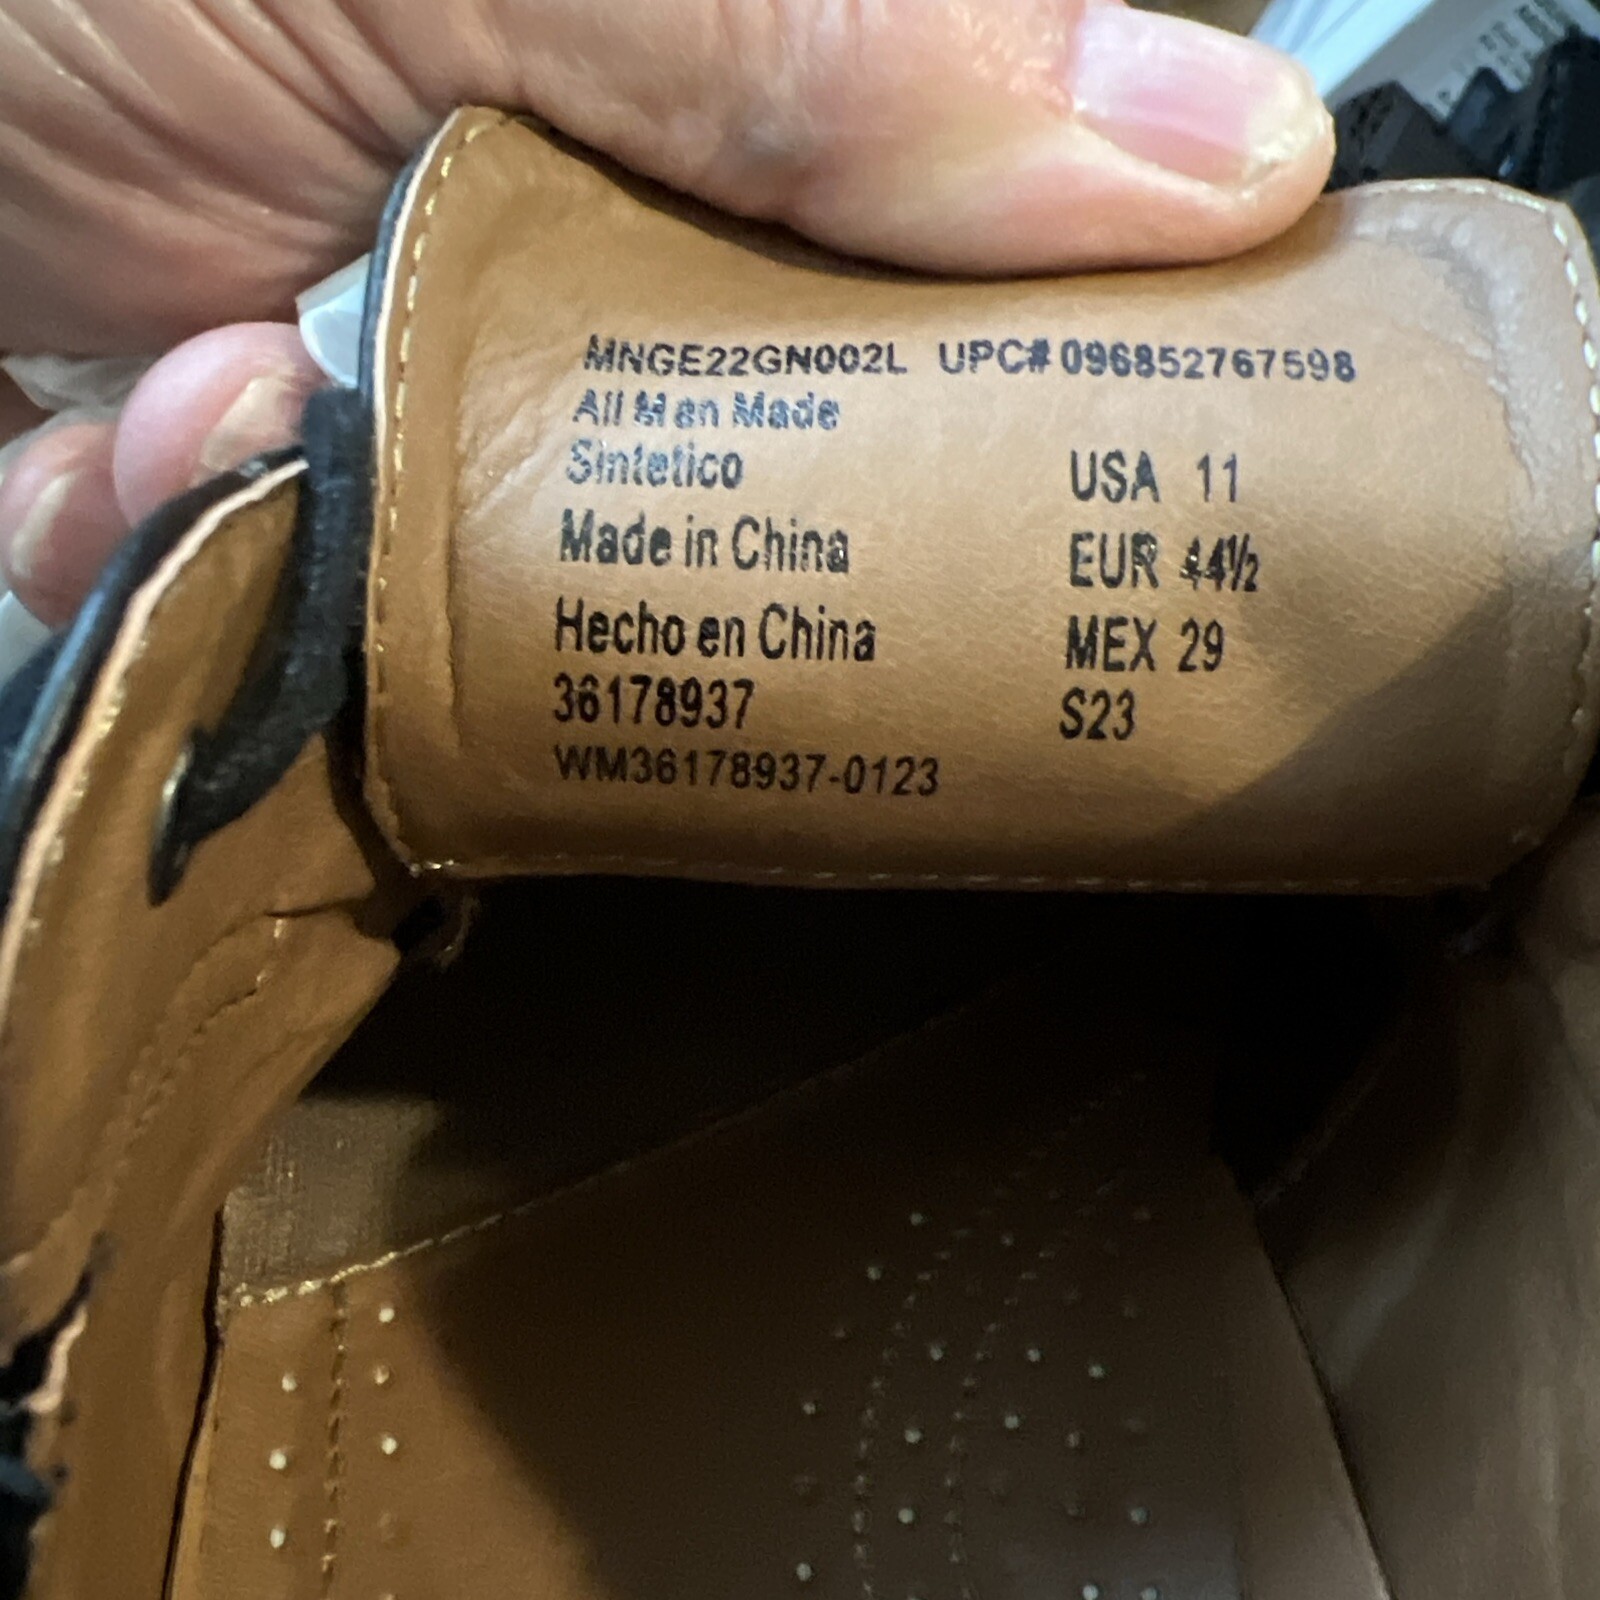 MNGE22GN002L UPC# 096852767598
All Man Made
Sintetico
USA 11
Made in China
EUR 44½
Hecho en China
MEX 29
36178937
S23
WM36178937-0123